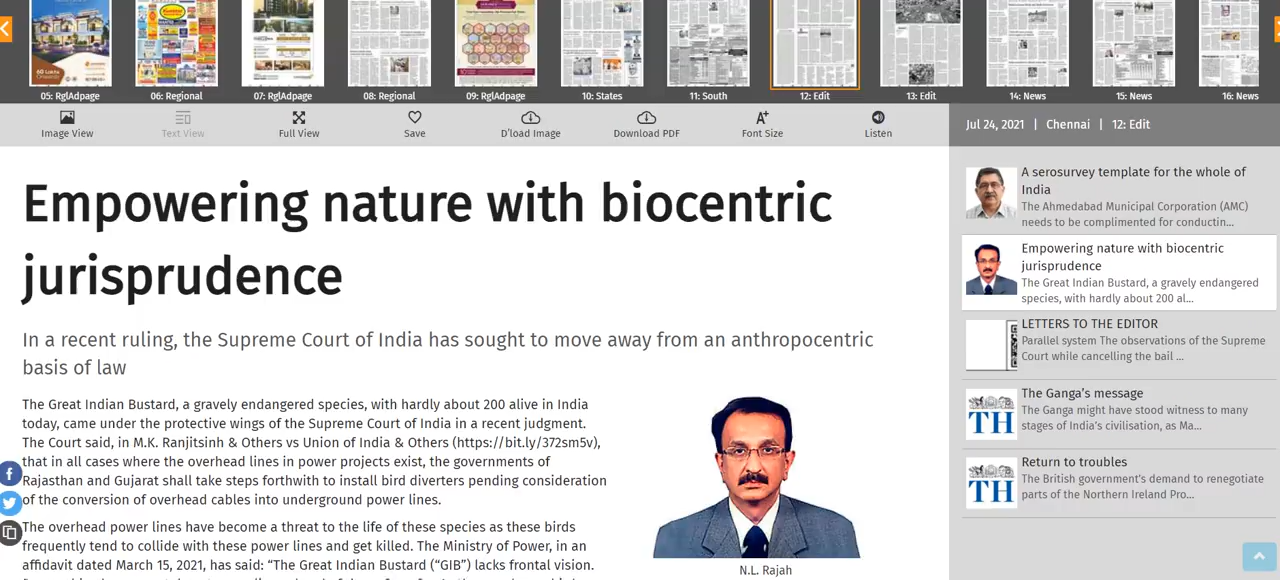 05: RglAdpage
06: Regional
07: RglAdpage
08: Regional
09: RglAdpage
10: States
11: South
12: Edit
13: Edit
14: News
15: News
16: News
Image View
Text View
Full View
Save
D'load Image
Download PDF
Font Size
Listen
Jul 24, 2021 | Chennai | 12: Edit
Empowering nature with biocentric
jurisprudence
In a recent ruling, the Supreme Court of India has sought to move away from an anthropocentric
basis of law
The Great Indian Bustard, a gravely endangered species, with hardly about 200 alive in India
today, came under the protective wings of the Supreme Court of India in a recent judgment.
The Court said, in M.K. Ranjitsinh & Others vs Union of India & Others (https://bit.ly/372sm5v),
that in all cases where the overhead lines in power projects exist, the governments of
Rajasthan and Gujarat shall take steps forthwith to install bird diverters pending consideration
of the conversion of overhead cables into underground power lines.
The overhead power lines have become a threat to the life of these species as these birds
frequently tend to collide with these power lines and get killed. The Ministry of Power, in an
affidavit dated March 15, 2021, has said: “The Great Indian Bustard (“GIB”) lacks frontal vision.
N.L. Rajah
A serosurvey template for the whole of
India
The Ahmedabad Municipal Corporation (AMC)
needs to be complimented for conductin...
Empowering nature with biocentric
jurisprudence
The Great Indian Bustard, a gravely endangered
species, with hardly about 200 al...
LETTERS TO THE EDITOR
Parallel system The observations of the Supreme
Court while cancelling the bail ...
The Ganga’s message
The Ganga might have stood witness to many
stages of India’s civilisation, as Ma...
TH
Return to troubles
The British government’s demand to renegotiate
parts of the Northern Ireland Pro...
TH